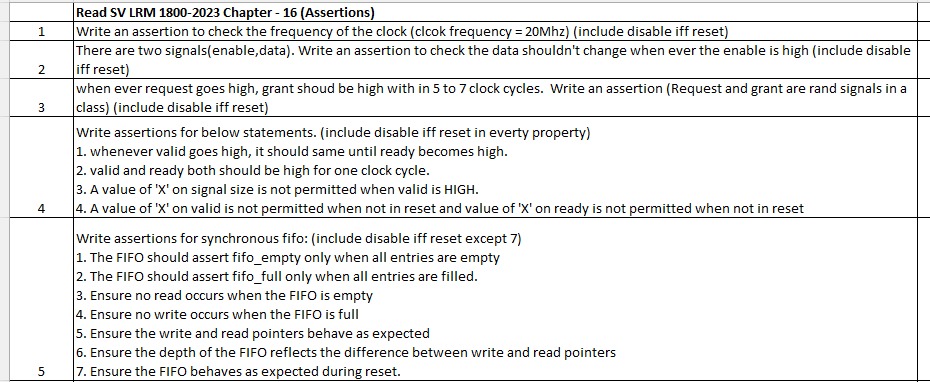 Read SV LRM 1800-2023 Chapter - 16 (Assertions)
1 Write an assertion to check the frequency of the clock (clcok frequency = 20Mhz) (include disable iff reset)
There are two signals(enable,data). Write an assertion to check the data shouldn't change when ever the enable is high (include disable
2 iff reset)
when ever request goes high, grant shoud be high with in 5 to 7 clock cycles.  Write an assertion (Request and grant are rand signals in a
3 class) (include disable iff reset)
Write assertions for below statements. (include disable iff reset in everty property)
1. whenever valid goes high, it should same until ready becomes high.
2. valid and ready both should be high for one clock cycle.
3. A value of 'X' on signal size is not permitted when valid is HIGH.
4 4. A value of 'X' on valid is not permitted when not in reset and value of 'X' on ready is not permitted when not in reset
Write assertions for synchronous fifo: (include disable iff reset except 7)
1. The FIFO should assert fifo_empty only when all entries are empty
2. The FIFO should assert fifo_full only when all entries are filled.
3. Ensure no read occurs when the FIFO is empty
4. Ensure no write occurs when the FIFO is full
5. Ensure the write and read pointers behave as expected
6. Ensure the depth of the FIFO reflects the difference between write and read pointers
5 7. Ensure the FIFO behaves as expected during reset.